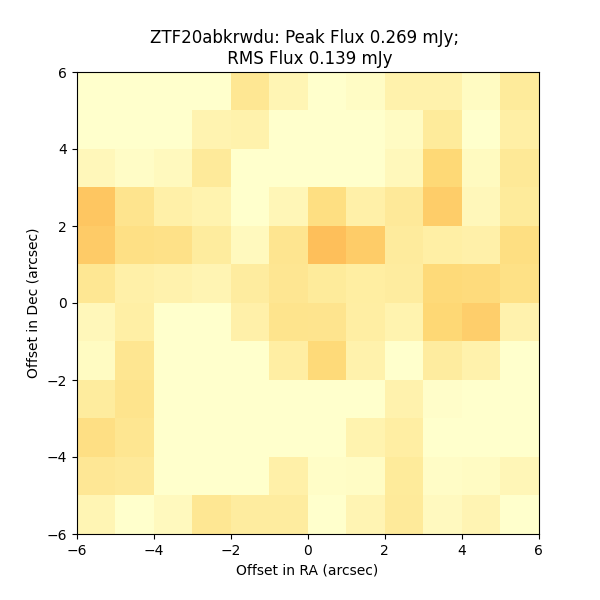 ZTF20abkrwdu: Peak Flux 0.269 mJy;
RMS Flux 0.139 mJy
6
4
2
0
−2
−4
−6
Offset in Dec (arcsec)
−6 −4 −2 0 2 4 6
Offset in RA (arcsec)